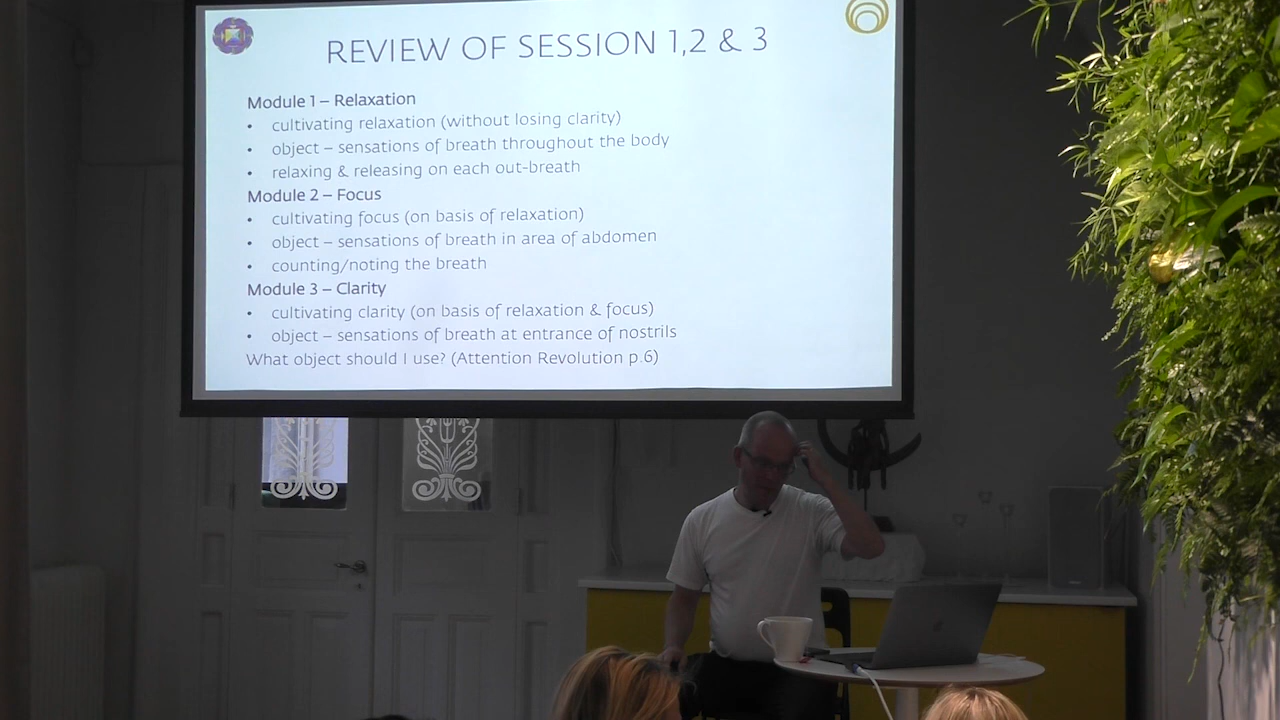 REVIEW OF SESSION 1,2 & 3
Module 1 – Relaxation
• cultivating relaxation (without losing clarity)
• object – sensations of breath throughout the body
• relaxing & releasing on each out-breath
Module 2 – Focus
• cultivating focus (on basis of relaxation)
• object – sensations of breath in area of abdomen
• counting/noting the breath
Module 3 – Clarity
• cultivating clarity (on basis of relaxation & focus)
• object – sensations of breath at entrance of nostrils
What object should I use? (Attention Revolution p.6)